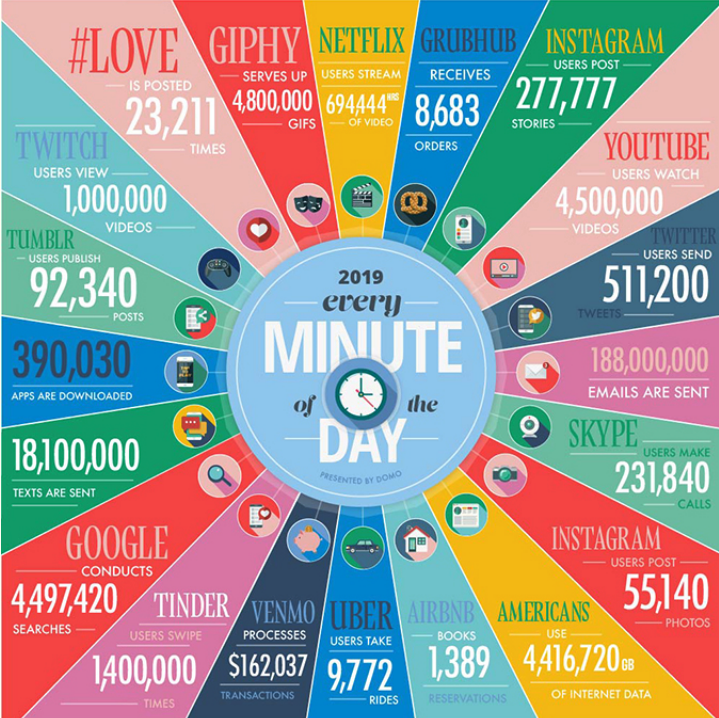 #LOVE
IS POSTED
23,211
TIMES
GIPHY
SERVES UP
4,800,000
GIFS
NETFLIX
USERS STREAM
694,444 HRS
OF VIDEO
GRUBHUB
RECEIVES
8,683
ORDERS
INSTAGRAM
USERS POST
277,777
STORIES
YOUTUBE
USERS WATCH
4,500,000
VIDEOS
TWITTER
USERS SEND
511,200
TWEETS
188,000,000
EMAILS ARE SENT
SKYPE
USERS MAKE
231,840
CALLS
INSTAGRAM
USERS POST
55,140
PHOTOS
AMERICANS
USE
4,416,720 GB
OF INTERNET DATA
AIRBNB
BOOKS
1,389
RESERVATIONS
UBER
USERS TAKE
9,772
RIDES
VENMO
PROCESSES
$162,037
TRANSACTIONS
TINDER
USERS SWIPE
1,400,000
TIMES
GOOGLE
CONDUCTS
4,497,420
SEARCHES
18,100,000
TEXTS ARE SENT
390,030
APPS ARE DOWNLOADED
TUMBLR
USERS PUBLISH
92,340
POSTS
TWITCH
USERS VIEW
1,000,000
VIDEOS
2019
every
MINUTE
of the
DAY
PRESENTED BY DOMO